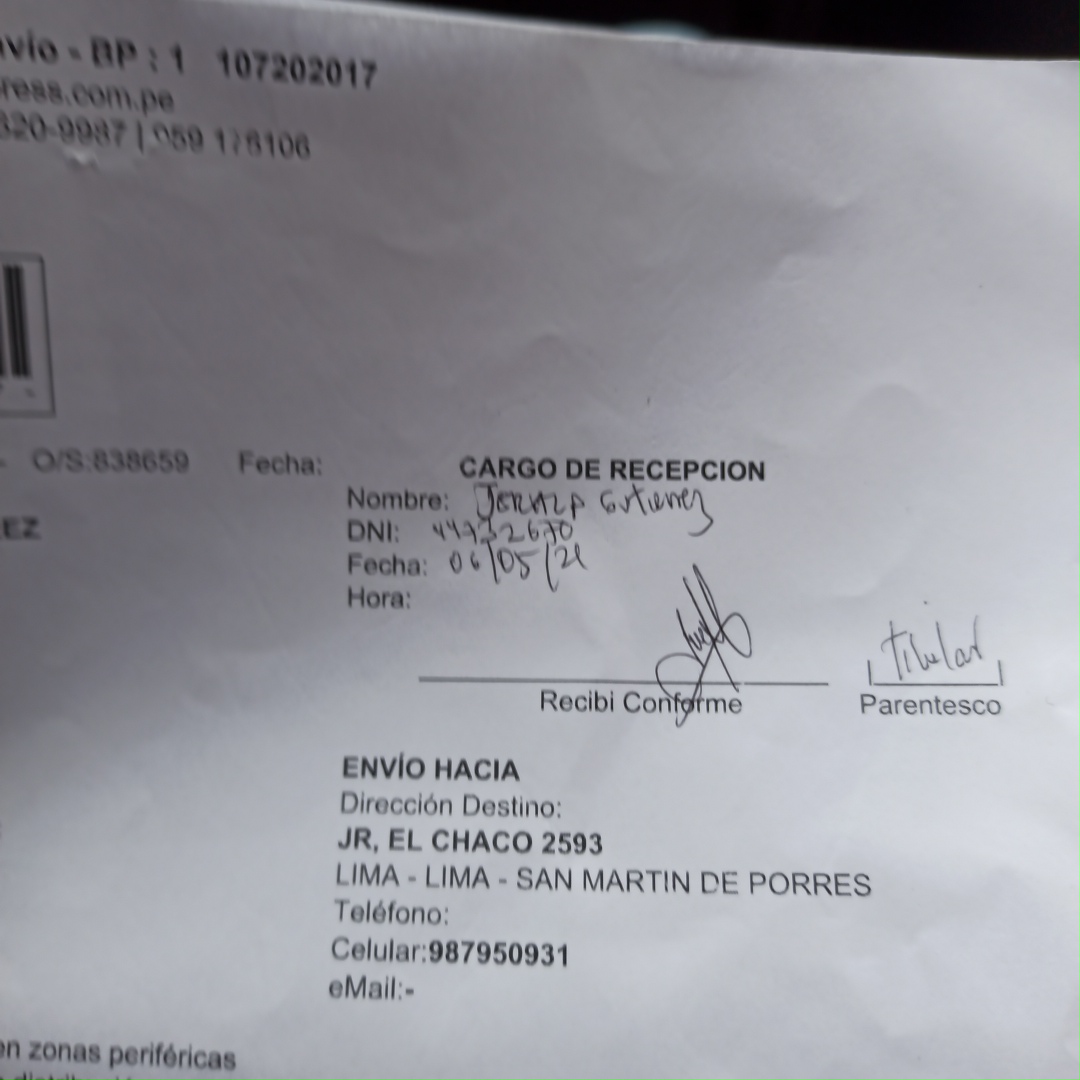 vío - BP : 1 107202017
ress.com.pe
320-9987 | 959 176106
O/S:838659 Fecha:
EZ
CARGO DE RECEPCION
Nombre: Gutierrez
DNI: 44732670
Fecha: 06/05/21
Hora:
Recibi Conforme
Titular
Parentesco
ENVÍO HACIA
Dirección Destino:
JR, EL CHACO 2593
LIMA - LIMA - SAN MARTIN DE PORRES
Teléfono:
Celular:987950931
eMail:-
en zonas periféricas